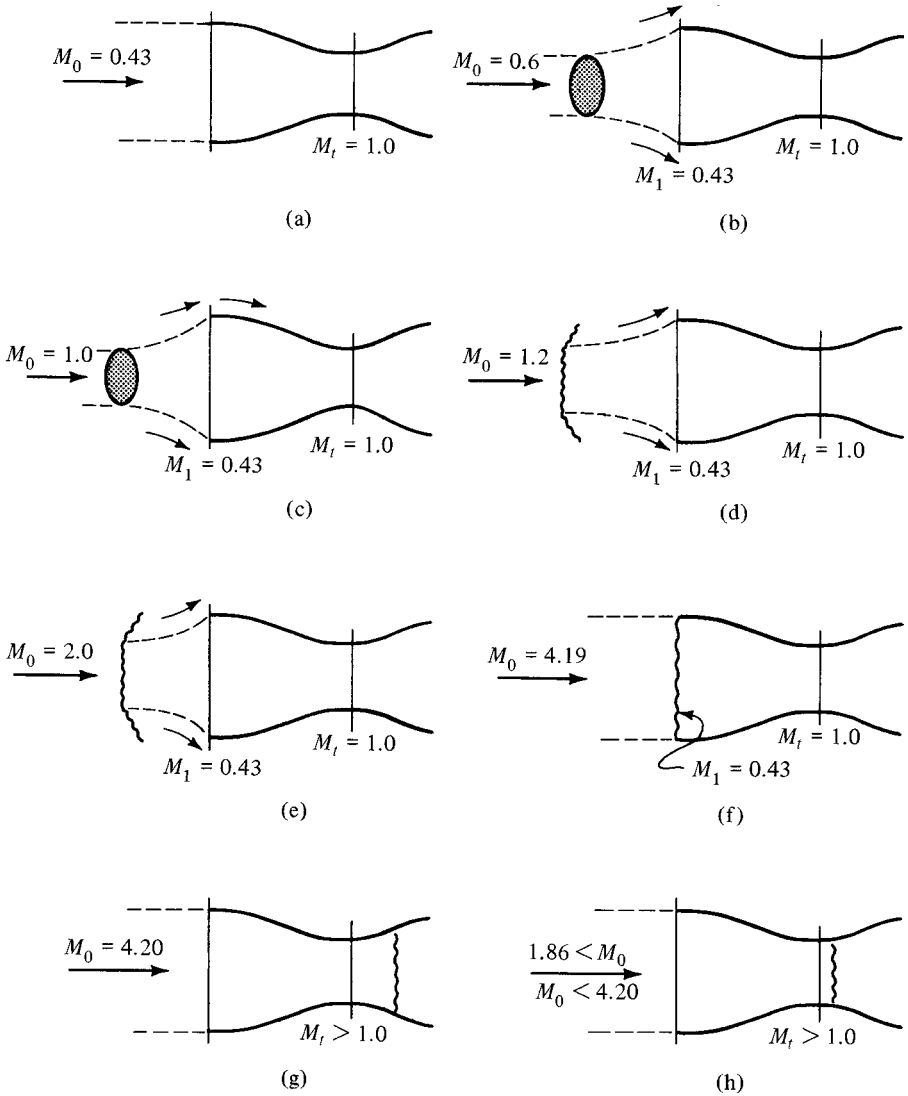 M₀ = 0.43
Mₜ = 1.0
(a)
M₀ = 0.6
Mₜ = 1.0
M₁ = 0.43
(b)
M₀ = 1.0
Mₜ = 1.0
M₁ = 0.43
(c)
M₀ = 1.2
Mₜ = 1.0
M₁ = 0.43
(d)
M₀ = 2.0
Mₜ = 1.0
M₁ = 0.43
(e)
M₀ = 4.19
Mₜ = 1.0
M₁ = 0.43
(f)
M₀ = 4.20
Mₜ > 1.0
(g)
1.86 < M₀
M₀ < 4.20
Mₜ > 1.0
(h)